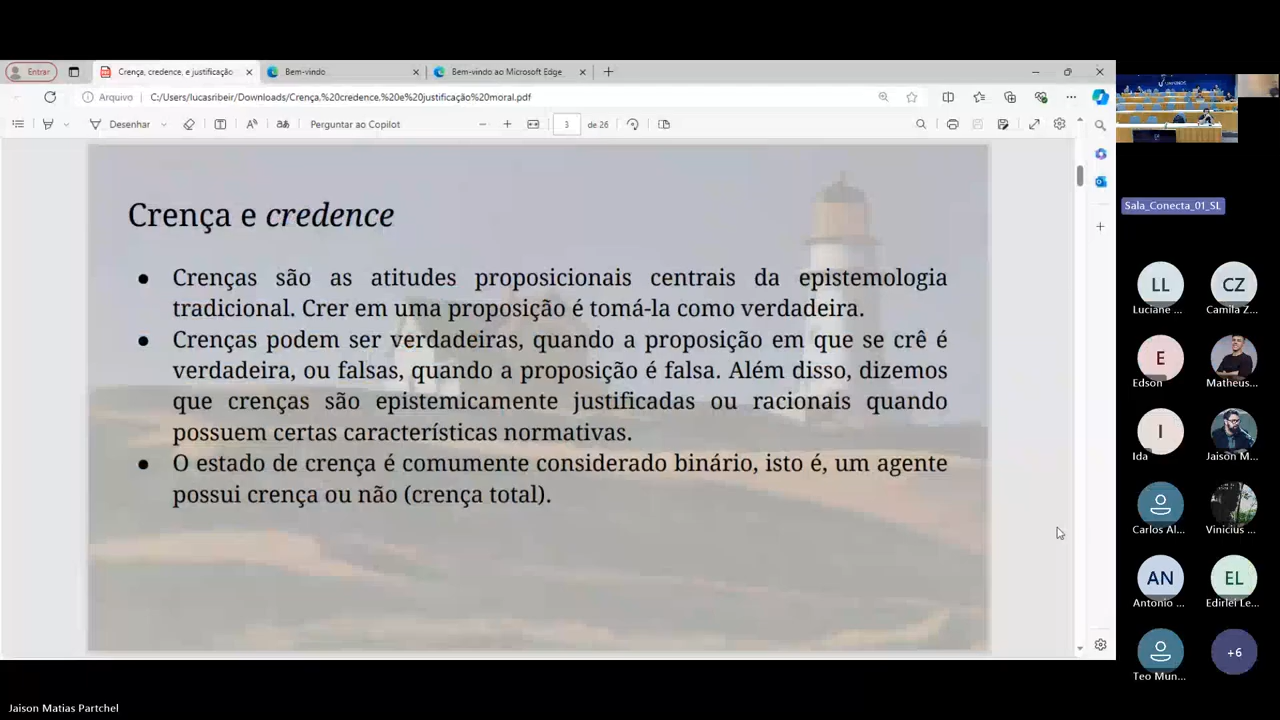 Entrar
Crença, credence, e justificação
Bem-vindo
Bem-vindo ao Microsoft Edge
Arquivo
C:/Users/lucasribeir/Downloads/Crença,%20credence,%20e%20justificação%20moral.pdf
Desenhar
Perguntar ao Copilot
3
de 26
Crença e credence
● Crenças são as atitudes proposicionais centrais da epistemologia
tradicional. Crer em uma proposição é tomá-la como verdadeira.
● Crenças podem ser verdadeiras, quando a proposição em que se crê é
verdadeira, ou falsas, quando a proposição é falsa. Além disso, dizemos
que crenças são epistemicamente justificadas ou racionais quando
possuem certas características normativas.
● O estado de crença é comumente considerado binário, isto é, um agente
possui crença ou não (crença total).
Sala_Conecta_01_SL
LL
CZ
Luciane ...
Camila Z...
E
Edson
Matheus...
I
Ida
Jaison M...
Carlos Al...
Vinicius ...
AN
EL
Antonio ...
Edirlei Le...
+6
Teo Mun...
Jaison Matias Partchel